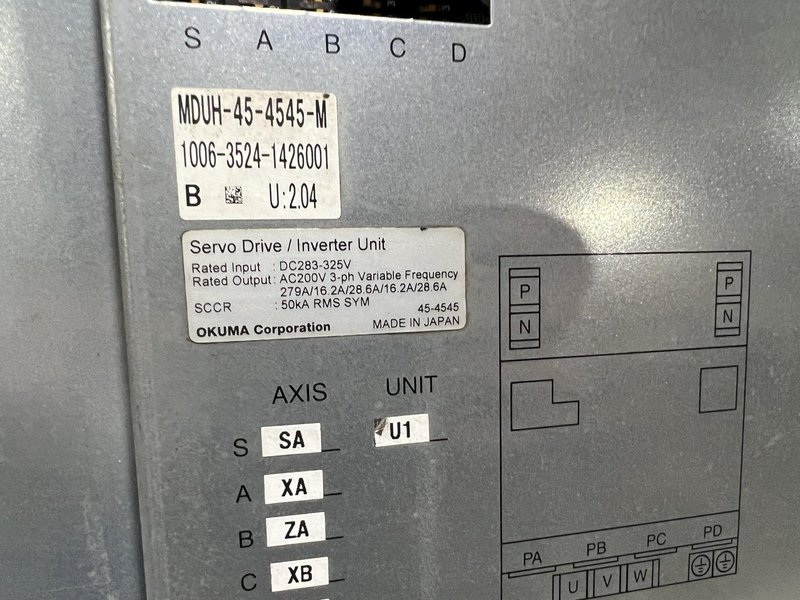 S A B C D
MDUH-45-4545-M
1006-3524-1426001
B U:2.04
Servo Drive / Inverter Unit
Rated Input : DC283-325V
Rated Output : AC200V 3-ph Variable Frequency
279A/16.2A/28.6A/16.2A/28.6A
SCCR : 50kA RMS SYM
45-4545
OKUMA Corporation MADE IN JAPAN
AXIS UNIT
S SA U1
A XA
B ZA
C XB
P P
N N
PA PB PC PD
U V W